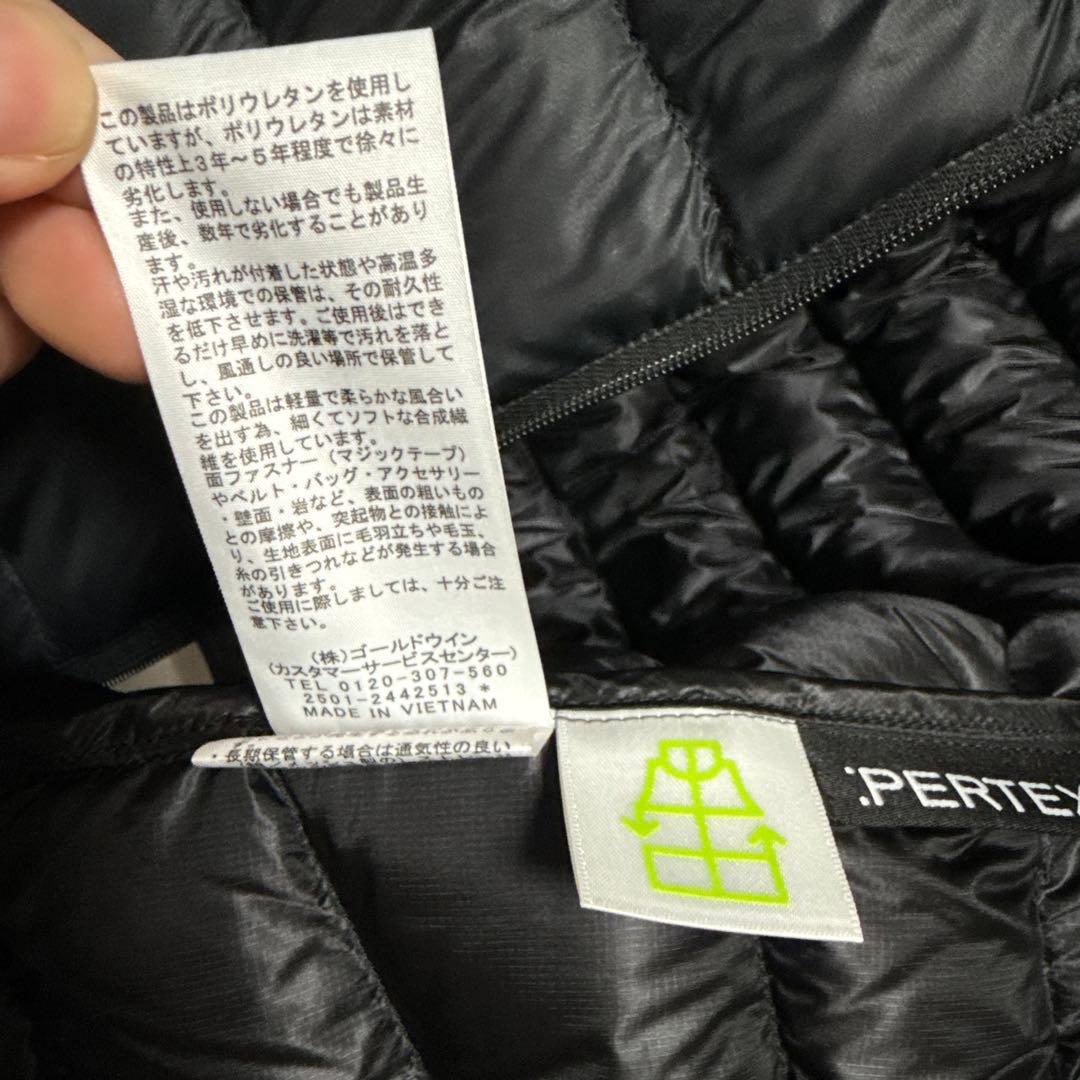 この製品はポリウレタンを使用し
ていますが、ポリウレタンは素材
の特性上3年～5年程度で徐々に
劣化します。
また、使用しない場合でも製品生
産後、数年で劣化することがあり
ます。
汗や汚れが付着した状態や高温多
湿な環境での保管は、その耐久性
を低下させます。ご使用後はでき
るだけ早めに洗濯等で汚れを落と
し、風通しの良い場所で保管して
下さい。
この製品は軽量で柔らかな風合い
を出す為、細くてソフトな合成繊
維を使用しています。
面ファスナー（マジックテープ）
やベルト・バッグ・アクセサリー
・壁面・岩など、表面の粗いもの
との摩擦や、突起物との接触によ
り、生地表面に毛羽立ちや毛玉、
糸の引きつれなどが発生する場合
があります。
ご使用に際しましては、十分ご注
意下さい。
(株)ゴールドウイン
(カスタマーサービスセンター)
TEL 0120-307-560
2501-2442513 *
MADE IN VIETNAM
・長期保管する場合は通気性の良い
:PERTEX